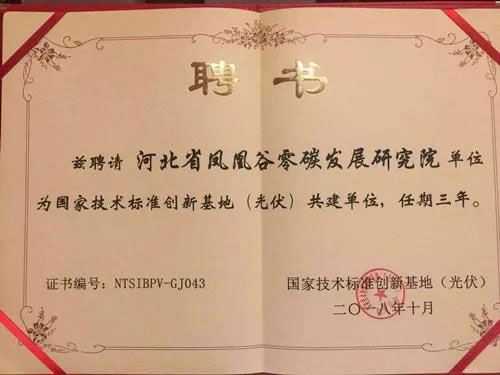 聘书
兹聘请 河北省凤凰谷零碳发展研究院 单位
为国家技术标准创新基地（光伏）共建单位，任期三年。
证书编号：NTSIBPV-GJ043
国家技术标准创新基地（光伏）
二〇一八年十月